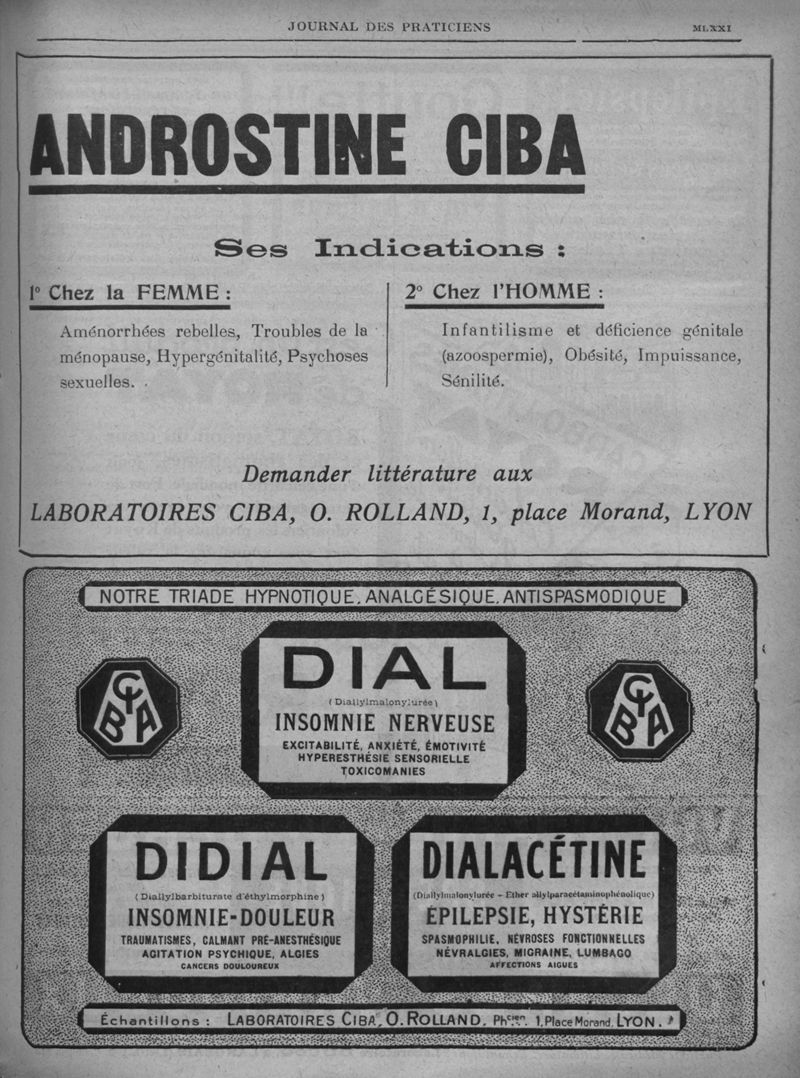 JOURNAL DES PRATICIENS
MLXXI
ANDROSTINE CIBA
Ses Indications :
1° Chez la FEMME :
Aménorrhées rebelles, Troubles de la
ménopause, Hypergénitalité, Psychoses
sexuelles.
2° Chez l'HOMME :
Infantilisme et déficience génitale
(azoospermie), Obésité, Impuissance,
Sénilité.
Demander littérature aux
LABORATOIRES CIBA, O. ROLLAND, 1, place Morand, LYON
NOTRE TRIADE HYPNOTIQUE, ANALGÉSIQUE, ANTISPASMODIQUE
CIBA
DIAL
(Diallylmalonylurée)
INSOMNIE NERVEUSE
EXCITABILITÉ, ANXIÉTÉ, ÉMOTIVITÉ
HYPERESTHÉSIE SENSORIELLE
TOXICOMANIES
CIBA
DIDIAL
(Diallylbarbiturate d'éthylmorphine)
INSOMNIE-DOULEUR
TRAUMATISMES, CALMANT PRÉ-ANESTHÉSIQUE
AGITATION PSYCHIQUE, ALGIES
CANCERS DOULOUREUX
DIALACÉTINE
(Diallylmalonylurée - Ether allylparacétaminophénolique)
ÉPILEPSIE, HYSTÉRIE
SPASMOPHILIE, NÉVROSES FONCTIONNELLES
NÉVRALGIES, MIGRAINE, LUMBAGO
AFFECTIONS AIGUES
Échantillons : LABORATOIRES CIBA, O. ROLLAND, Phcien, 1, Place Morand, LYON.